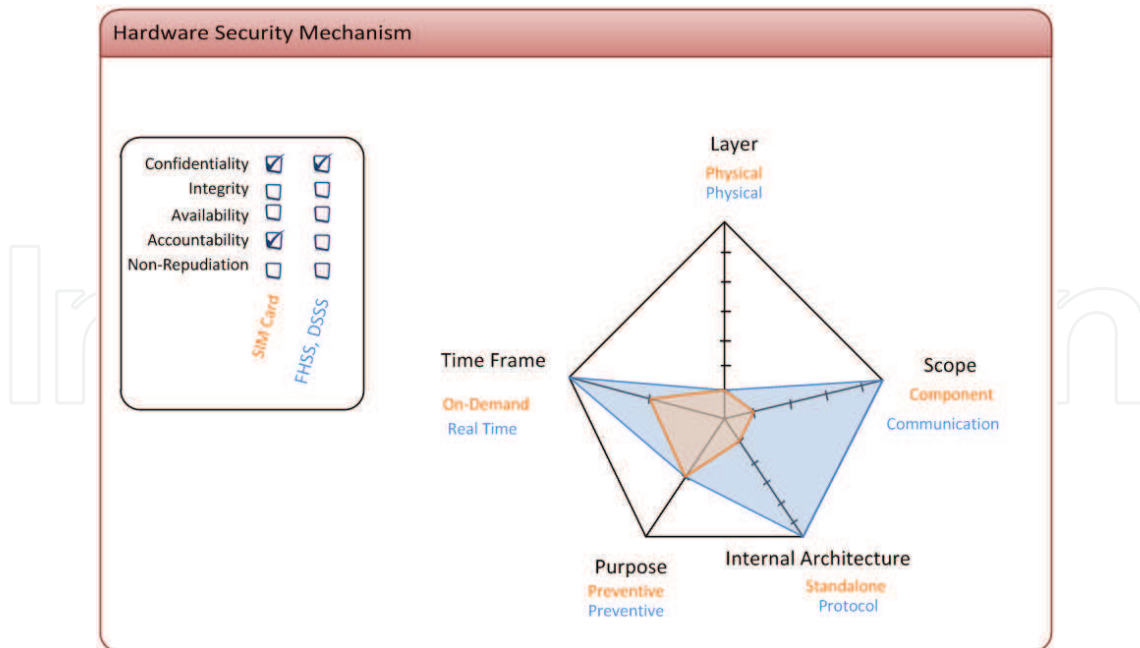 Hardware Security Mechanism
Confidentiality
Integrity
Availability
Accountability
Non-Repudiation
SIM Card
FHSS, DSSS
Layer
Physical
Physical
Time Frame
On-Demand
Real Time
Scope
Component
Communication
Purpose
Preventive
Preventive
Internal Architecture
Standalone
Protocol